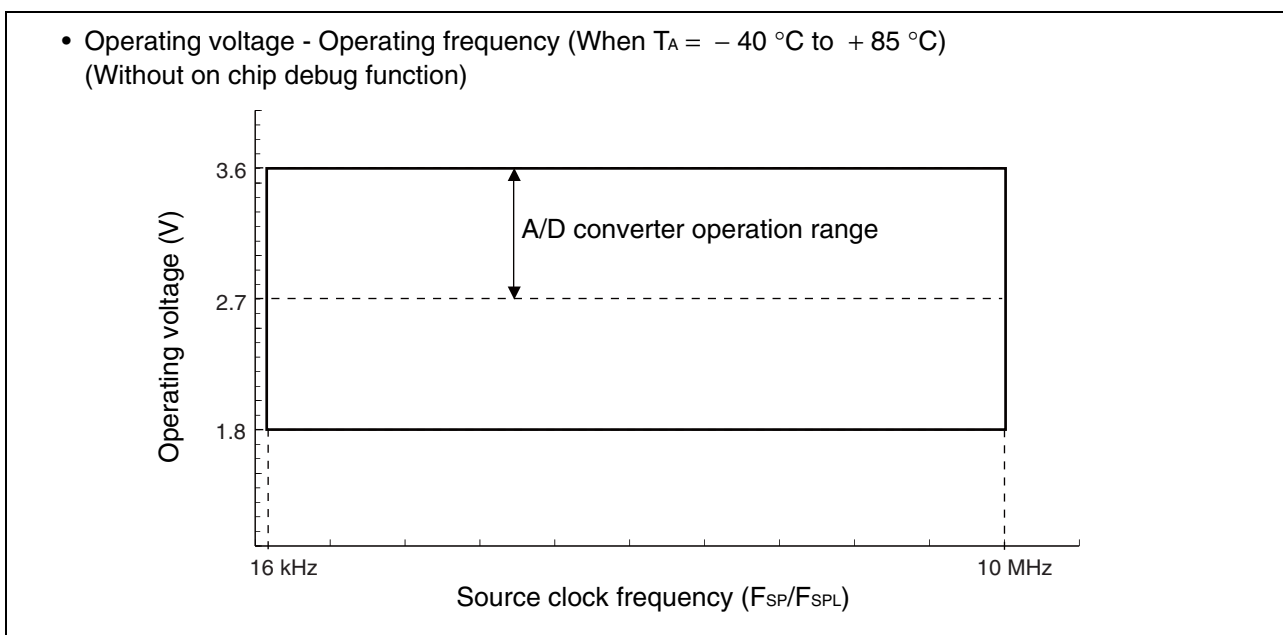 • Operating voltage - Operating frequency (When TA = − 40 °C to + 85 °C)
(Without on chip debug function)
3.6
A/D converter operation range
2.7
1.8
Operating voltage (V)
16 kHz
10 MHz
Source clock frequency (FSP/FSPL)